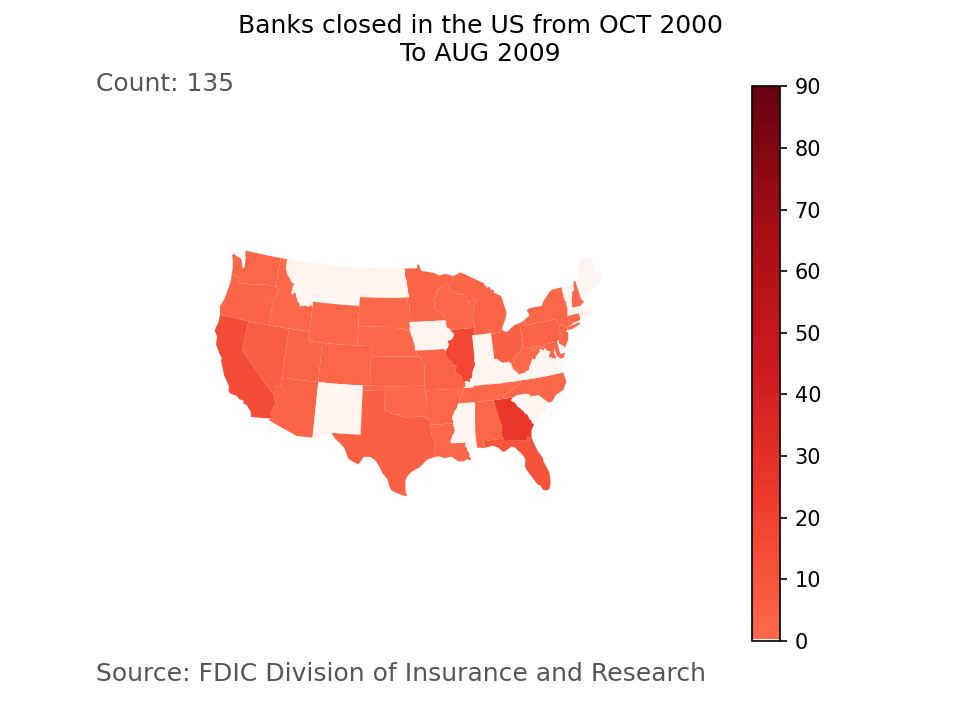 Banks closed in the US from OCT 2000
To AUG 2009
Count: 135
90
80
70
60
50
40
30
20
10
0
Source: FDIC Division of Insurance and Research